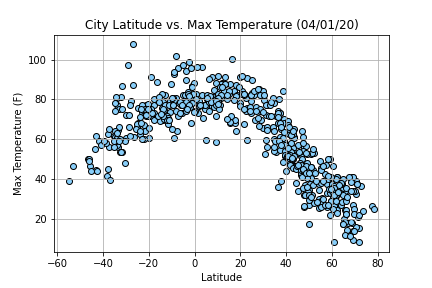 City Latitude vs. Max Temperature (04/01/20)
Max Temperature (F)
100
80
60
40
20
−60 −40 −20 0 20 40 60 80
Latitude